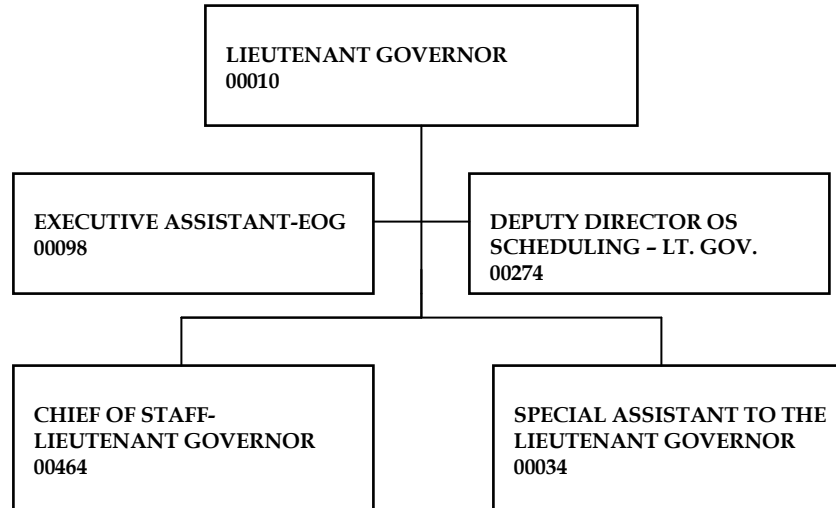 LIEUTENANT GOVERNOR
00010
EXECUTIVE ASSISTANT-EOG
00098
DEPUTY DIRECTOR OS
SCHEDULING – LT. GOV.
00274
CHIEF OF STAFF-
LIEUTENANT GOVERNOR
00464
SPECIAL ASSISTANT TO THE
LIEUTENANT GOVERNOR
00034